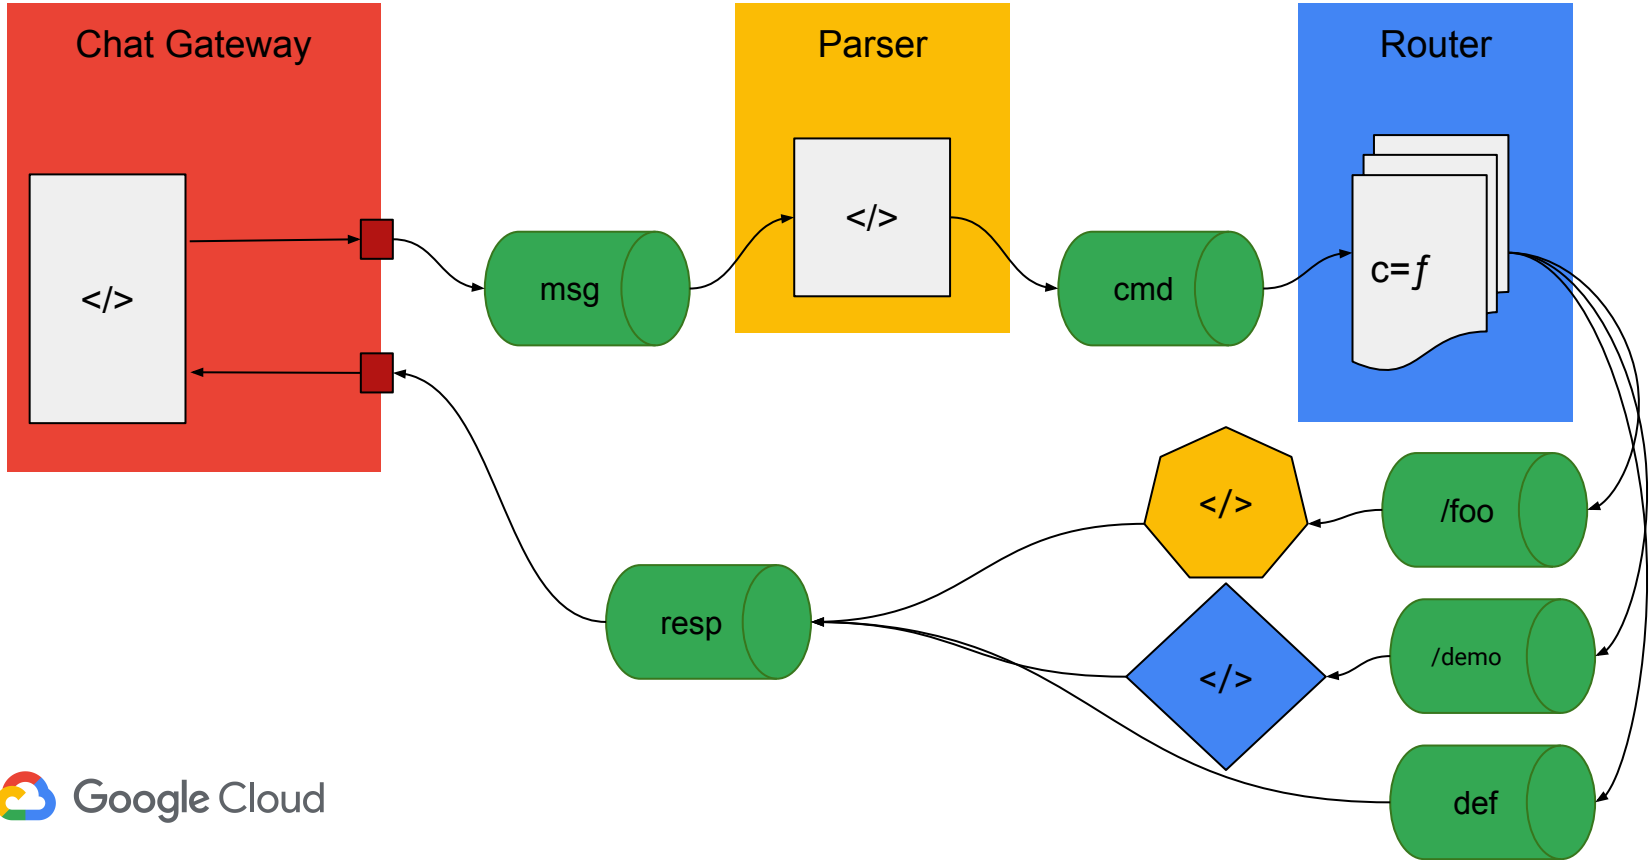 Chat Gateway
Parser
Router
</>
</>
c=ƒ
msg
cmd
</>
/foo
resp
</>
/demo
def
Google Cloud